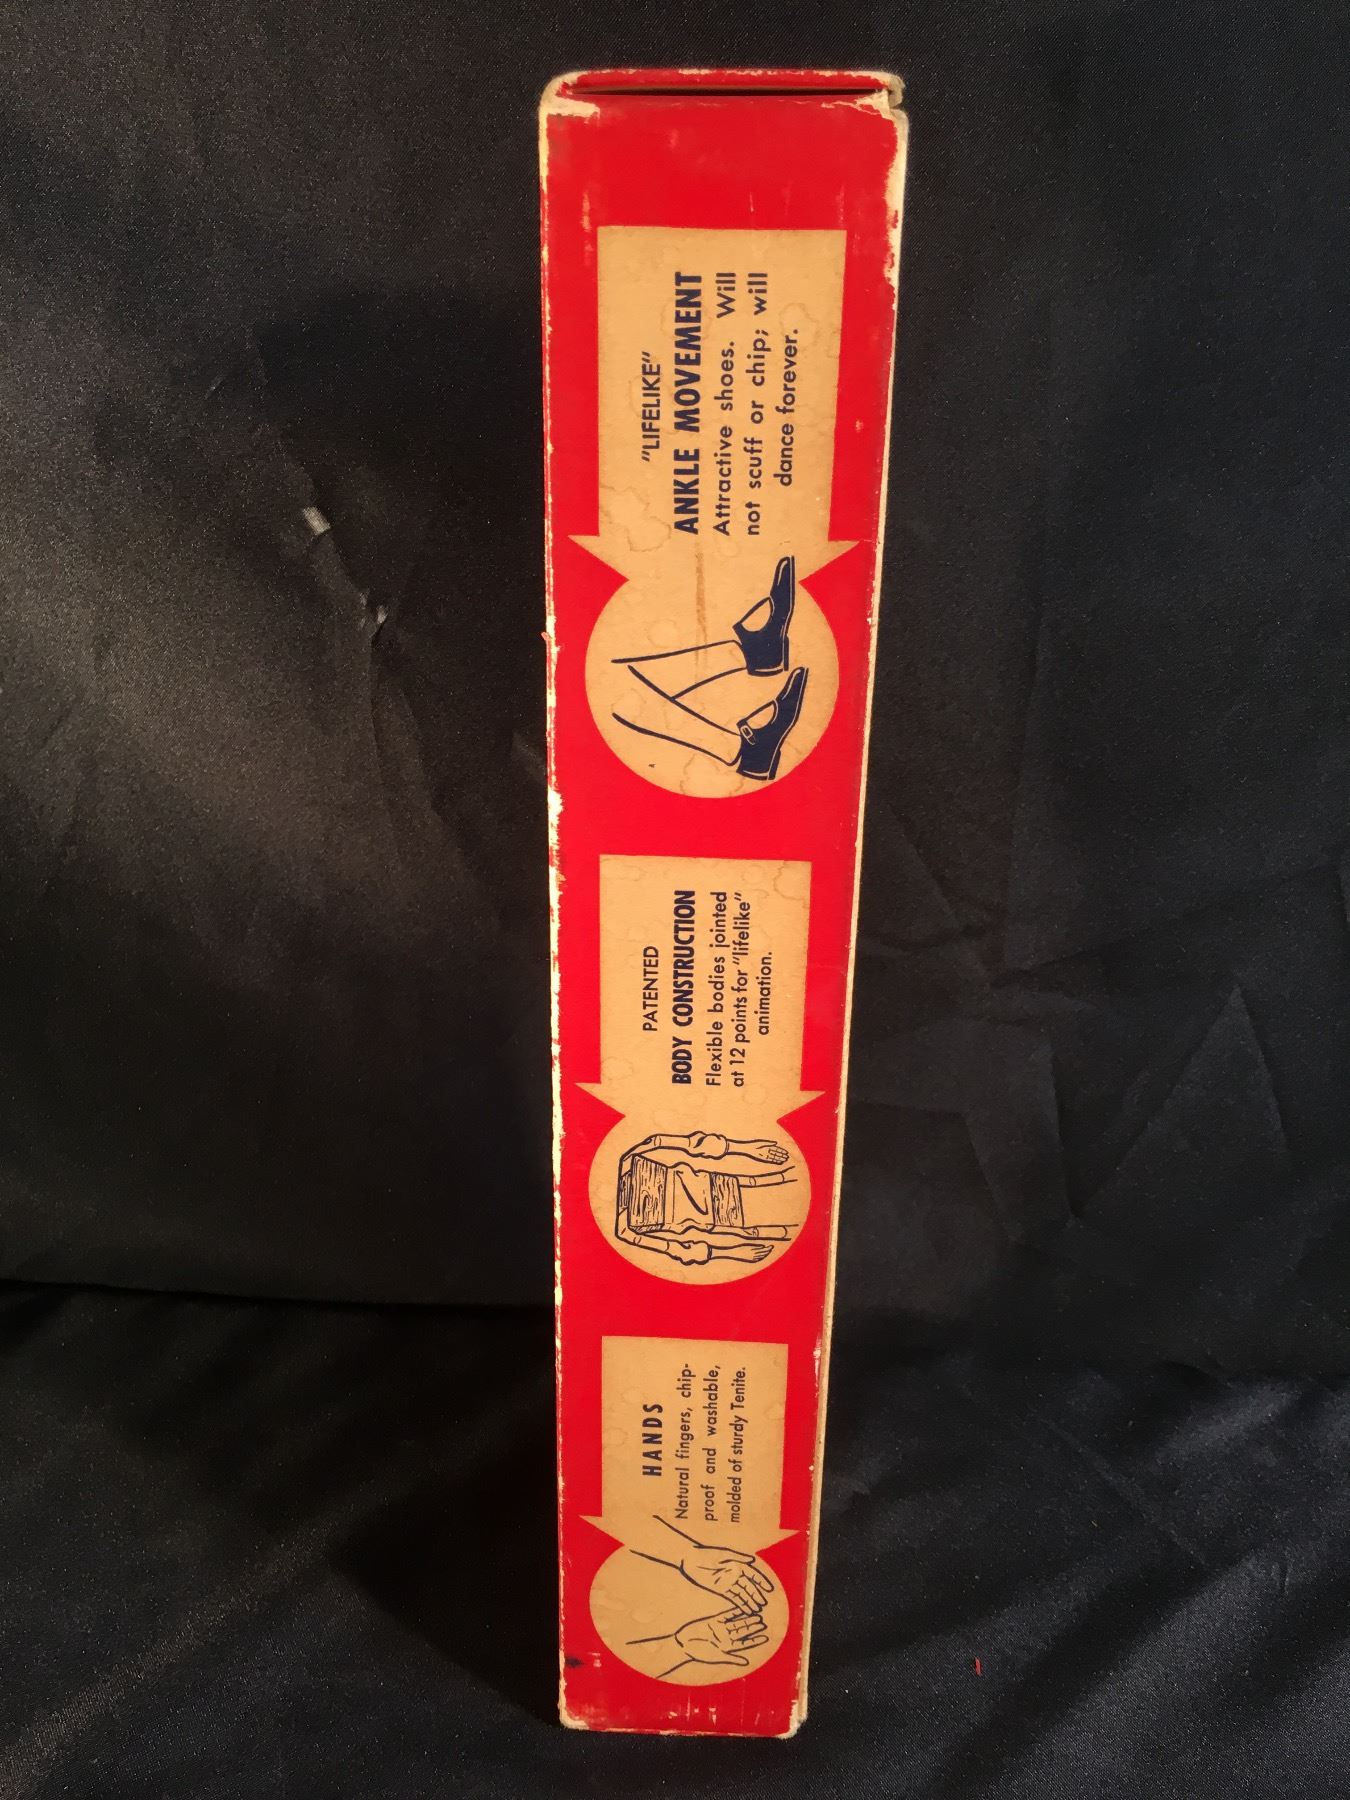 HANDS
Natural fingers, chip-
proof and washable,
molded of sturdy Tenite.
PATENTED
BODY CONSTRUCTION
Flexible bodies jointed
at 12 points for "lifelike"
animation.
"LIFELIKE"
ANKLE MOVEMENT
Attractive shoes. Will
not scuff or chip; will
dance forever.